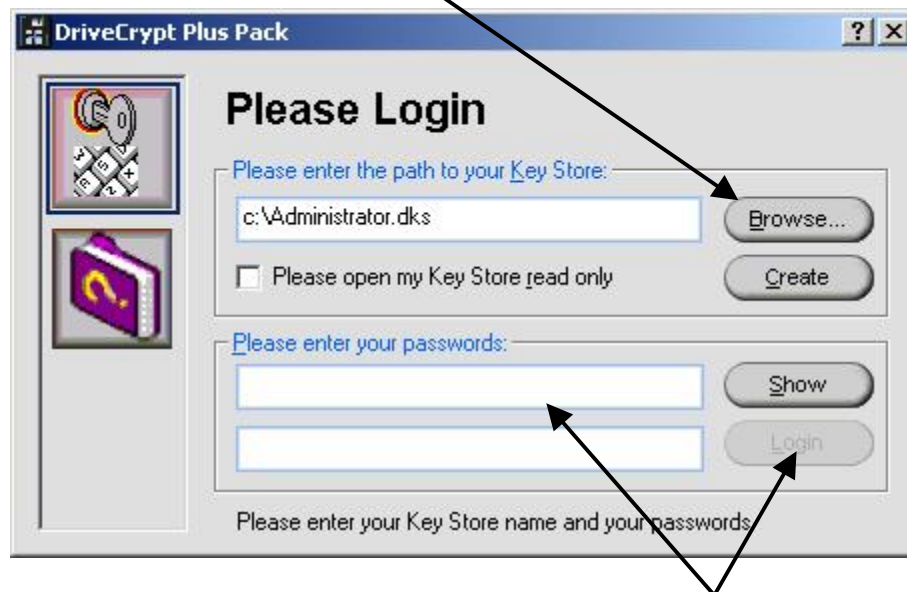 DriveCrypt Plus Pack
Please Login
Please enter the path to your Key Store:
c:\Administrator.dks
Browse...
Please open my Key Store read only
Create
Please enter your passwords:
Show
Login
Please enter your Key Store name and your passwords